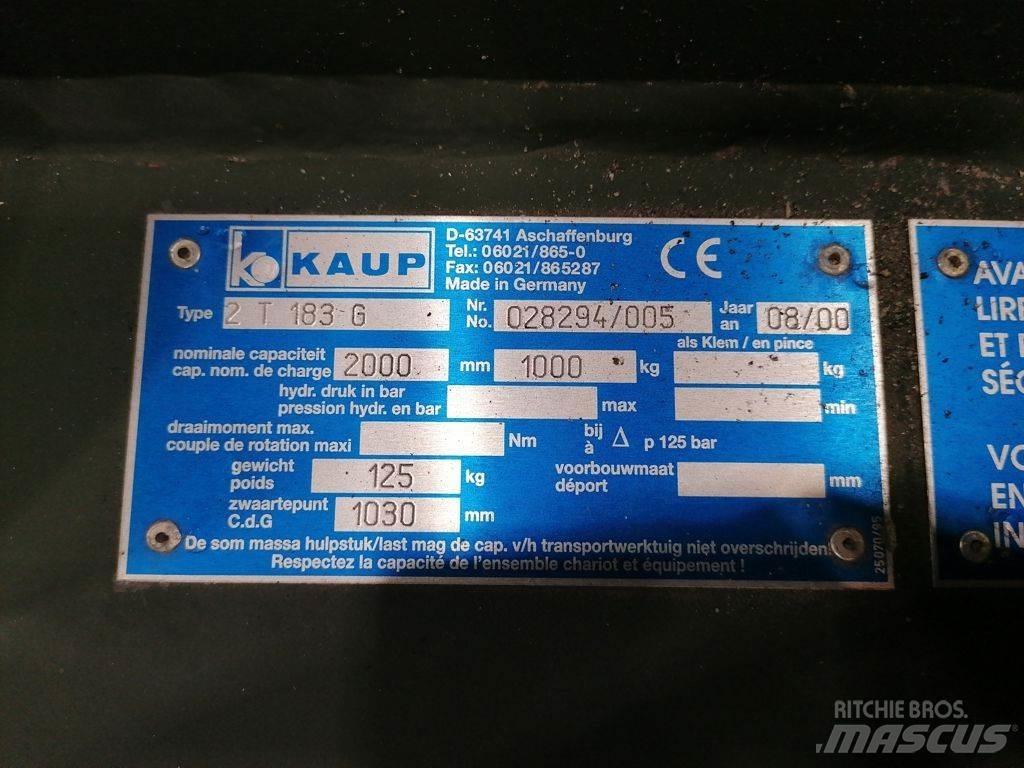 KAUP
D-63741 Aschaffenburg
Tel.: 06021/865-0
Fax: 06021/865287
Made in Germany
CE
Type 2 T 183 G
Nr. No. 028294/005
Jaar an 08/00
nominale capaciteit
cap. nom. de charge 2000 mm 1000 kg
als Klem / en pince
kg
hydr. druk in bar
pression hydr. en bar max min
draaimoment max.
couple de rotation maxi Nm
bij à Δ p 125 bar
gewicht
poids 125 kg
voorbouwmaat
déport mm
zwaartepunt
C.d.G 1030 mm
De som massa hulpstuk/last mag de cap. v/h transportwerktuig niet overschrijden!
Respectez la capacité de l'ensemble chariot et équipement !
25070/95
AVA
LIRE
ET
SÉC
VO
EN
IN
RITCHIE BROS.
MASCUS